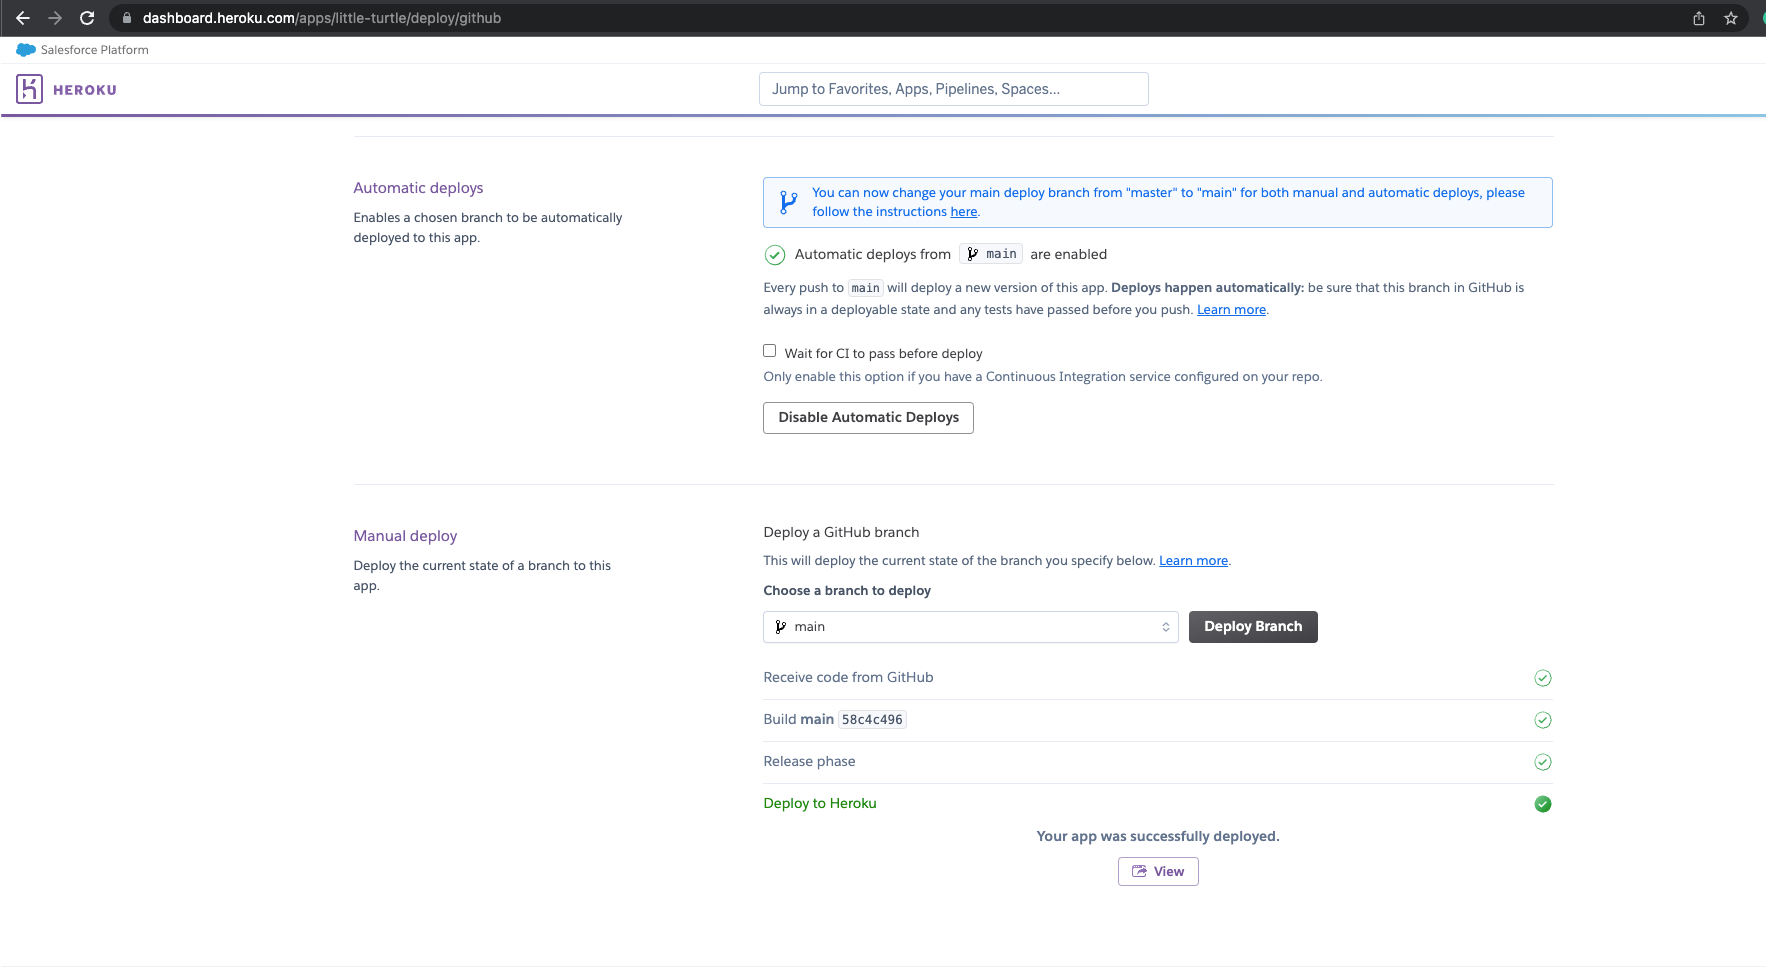 dashboard.heroku.com/apps/little-turtle/deploy/github
Salesforce Platform
HEROKU
Jump to Favorites, Apps, Pipelines, Spaces...
Automatic deploys
Enables a chosen branch to be automatically
deployed to this app.
You can now change your main deploy branch from "master" to "main" for both manual and automatic deploys, please
follow the instructions here.
Automatic deploys from main are enabled
Every push to main will deploy a new version of this app. Deploys happen automatically: be sure that this branch in GitHub is
always in a deployable state and any tests have passed before you push. Learn more.
Wait for CI to pass before deploy
Only enable this option if you have a Continuous Integration service configured on your repo.
Disable Automatic Deploys
Manual deploy
Deploy the current state of a branch to this
app.
Deploy a GitHub branch
This will deploy the current state of the branch you specify below. Learn more.
Choose a branch to deploy
main
Deploy Branch
Receive code from GitHub
Build main 58c4c496
Release phase
Deploy to Heroku
Your app was successfully deployed.
View